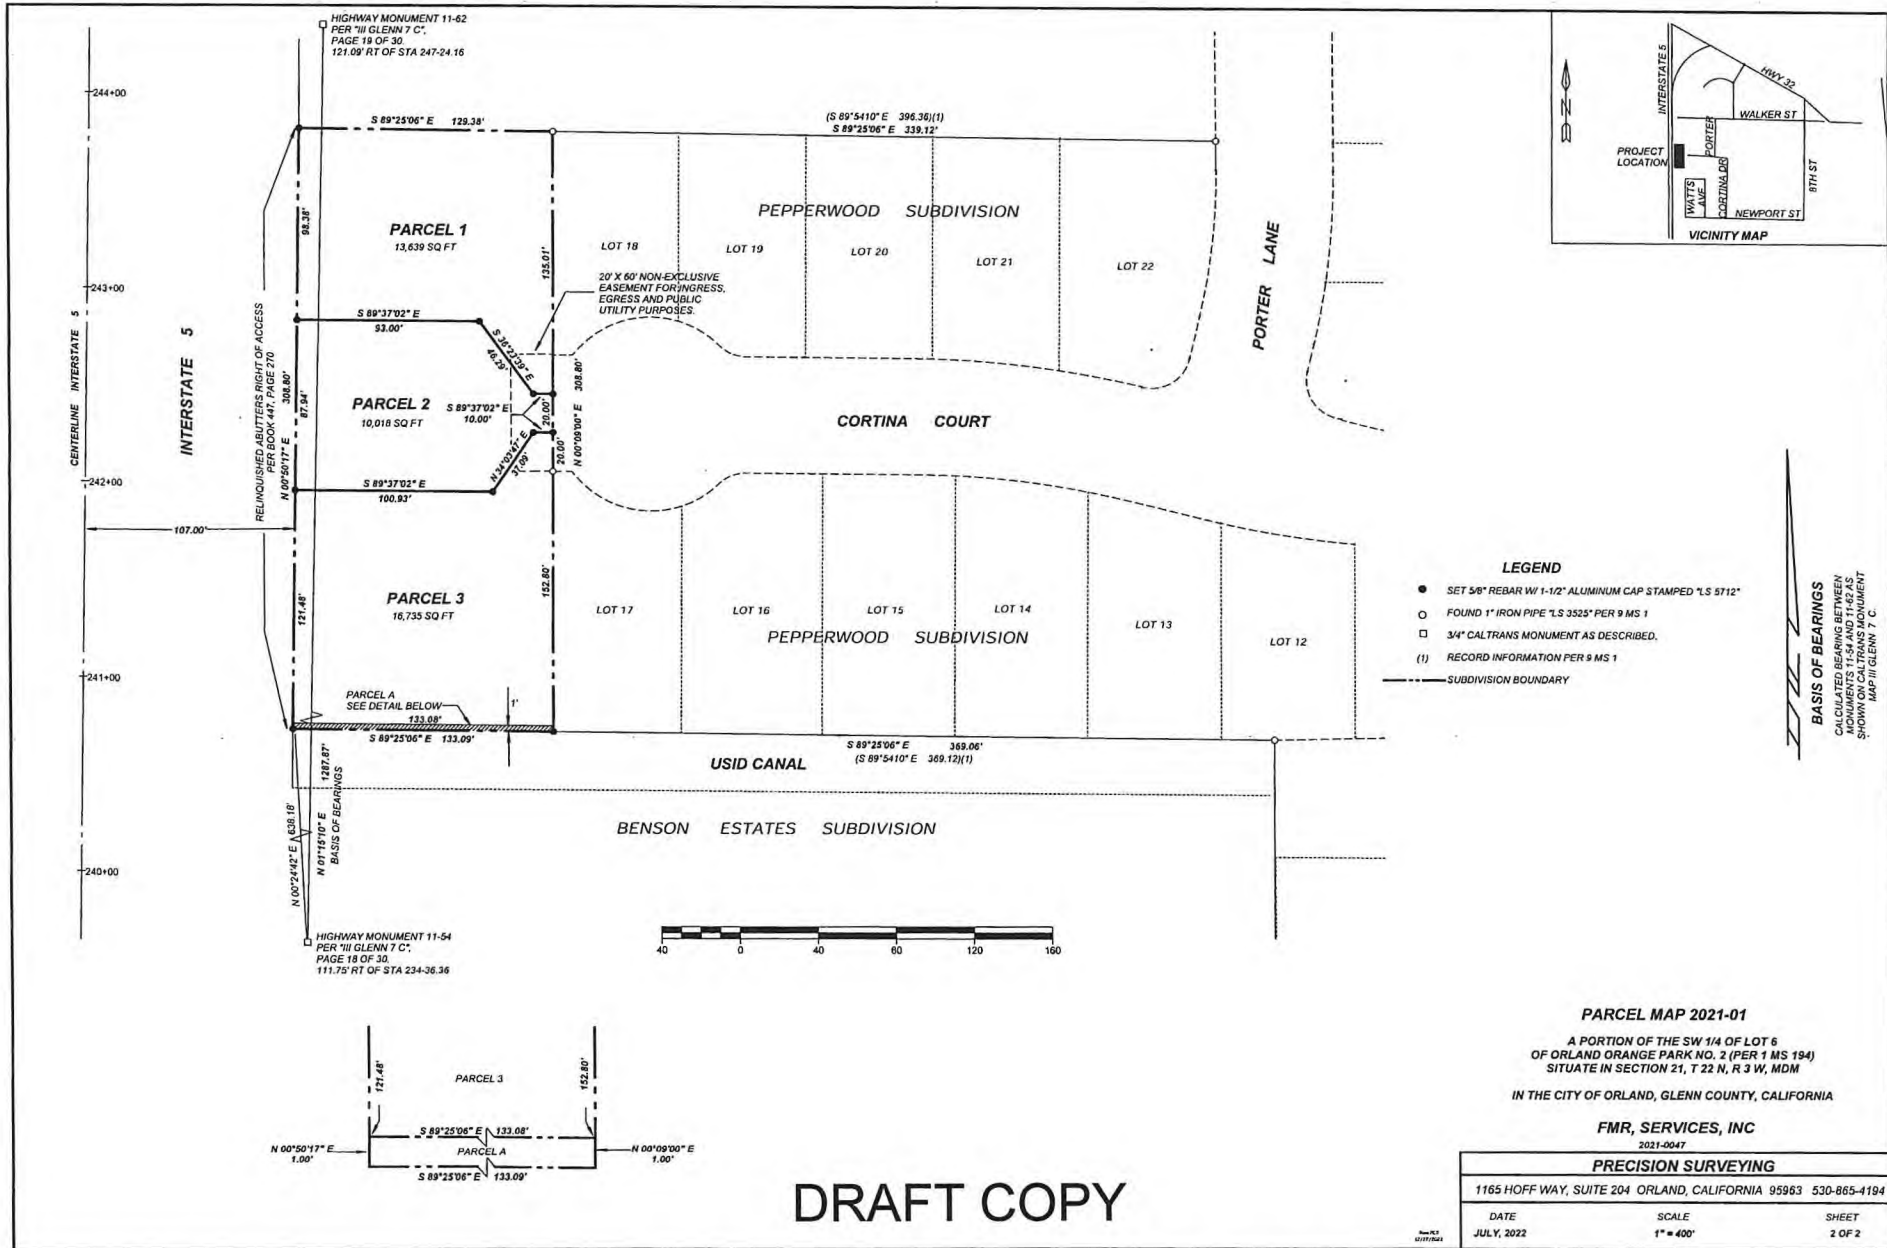 HIGHWAY MONUMENT 11-62
PER "III GLENN 7 C",
PAGE 19 OF 30.
121.09' RT OF STA 247-24.16
244+00
243+00
242+00
241+00
240+00
CENTERLINE INTERSTATE 5
INTERSTATE 5
107.00'
RELINQUISHED ABUTTERS RIGHT OF ACCESS
PER BOOK 447, PAGE 270
N 00°50'17" E 308.80'
S 89°25'06" E 129.38'
98.38'
PARCEL 1
13,639 SQ FT
135.01'
S 89°37'02" E
93.00'
S 36°23'39" E
46.29'
20' X 60' NON-EXCLUSIVE
EASEMENT FOR INGRESS,
EGRESS AND PUBLIC
UTILITY PURPOSES.
87.94'
PARCEL 2
10,018 SQ FT
S 89°37'02" E
10.00'
20.00'
20.00'
N 00°09'00" E 308.80'
N 34°03'47" E
37.09'
S 89°37'02" E
100.93'
PARCEL 3
16,735 SQ FT
121.48'
152.80'
PARCEL A
SEE DETAIL BELOW
133.08'
1'
S 89°25'06" E 133.09'
N 00°24'42" E 638.18'
N 01°15'10" E 1287.87'
BASIS OF BEARINGS
HIGHWAY MONUMENT 11-54
PER "III GLENN 7 C",
PAGE 18 OF 30,
111.75' RT OF STA 234-36.36
(S 89°5410" E 396.36)(1)
S 89°25'06" E 339.12'
PEPPERWOOD SUBDIVISION
LOT 18
LOT 19
LOT 20
LOT 21
LOT 22
PORTER LANE
CORTINA COURT
LOT 17
LOT 16
LOT 15
LOT 14
LOT 13
LOT 12
PEPPERWOOD SUBDIVISION
S 89°25'06" E 369.06'
(S 89°5410" E 369.12)(1)
USID CANAL
BENSON ESTATES SUBDIVISION
40 0 40 60 120 160
INTERSTATE 5
HWY 32
WALKER ST
PORTER
PROJECT
LOCATION
WATTS
AVE
CORTINA DR
8TH ST
NEWPORT ST
N
VICINITY MAP
LEGEND
SET 5/8" REBAR W/ 1-1/2" ALUMINUM CAP STAMPED "LS 5712"
FOUND 1" IRON PIPE "LS 3525" PER 9 MS 1
3/4" CALTRANS MONUMENT AS DESCRIBED.
(1) RECORD INFORMATION PER 9 MS 1
SUBDIVISION BOUNDARY
N
BASIS OF BEARINGS
CALCULATED BEARING BETWEEN
MONUMENTS 11-54 AND 11-62 AS
SHOWN ON CALTRANS MONUMENT
MAP III GLENN 7 C.
121.48'
PARCEL 3
152.80'
S 89°25'06" E 133.08'
N 00°50'17" E
1.00'
PARCEL A
N 00°09'00" E
1.00'
S 89°25'06" E 133.09'
DRAFT COPY
PARCEL MAP 2021-01
A PORTION OF THE SW 1/4 OF LOT 6
OF ORLAND ORANGE PARK NO. 2 (PER 1 MS 194)
SITUATE IN SECTION 21, T 22 N, R 3 W, MDM
IN THE CITY OF ORLAND, GLENN COUNTY, CALIFORNIA
FMR, SERVICES, INC
2021-0047
PRECISION SURVEYING
1165 HOFF WAY, SUITE 204 ORLAND, CALIFORNIA 95963 530-865-4194
DATE SCALE SHEET
JULY, 2022 1" = 400' 2 OF 2